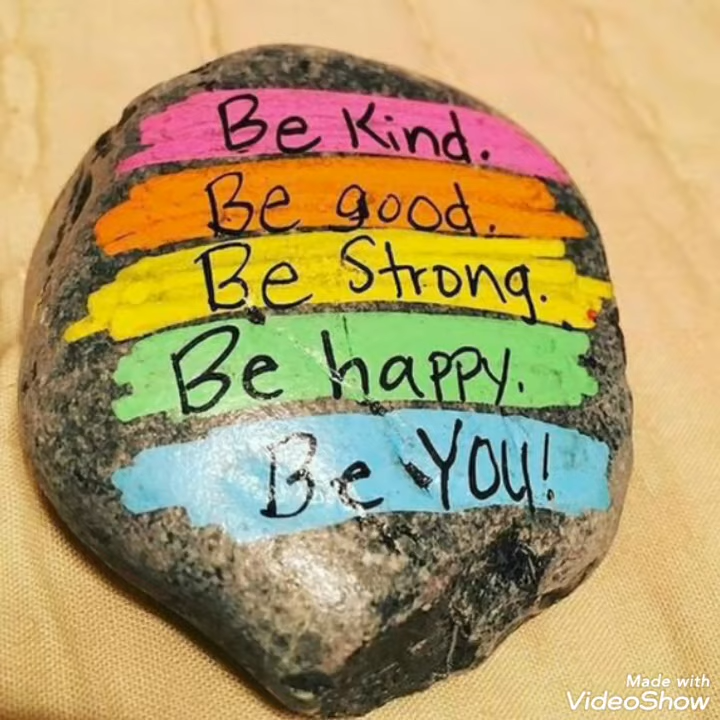 Be Kind.
Be good.
Be Strong.
Be happy.
Be YOU!
Made with
VideoShow